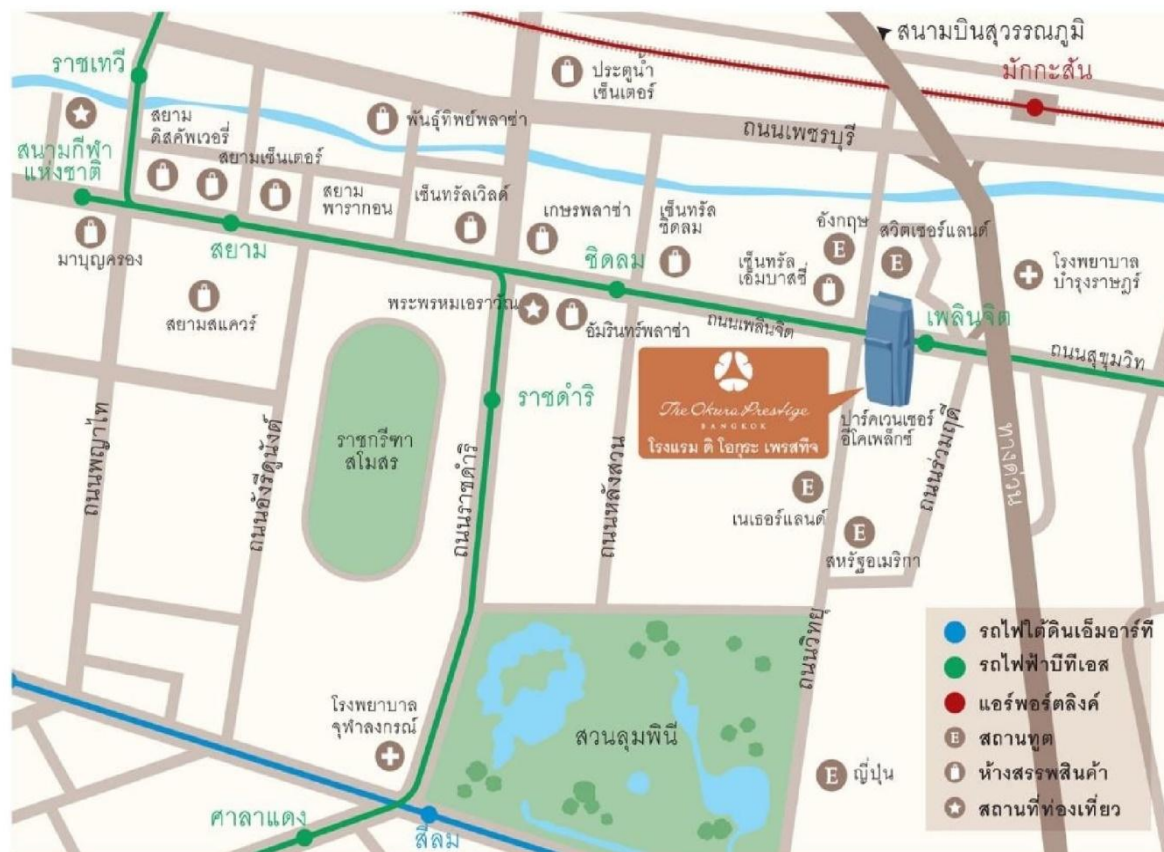 สนามบินสุวรรณภูมิ
มักกะสัน
ราชเทวี
ประตูน้ำ
เซ็นเตอร์
สยาม
ดิสคัฟเวอรี่
พันธุ์ทิพย์พลาซ่า
ถนนเพชรบุรี
สนามกีฬา
แห่งชาติ
สยามเซ็นเตอร์
สยาม
พารากอน
เซ็นทรัลเวิลด์
เกษรพลาซ่า
เซ็นทรัล
ชิดลม
อังกฤษ
สวิตเซอร์แลนด์
มาบุญครอง
สยาม
ชิดลม
เซ็นทรัล
เอ็มบาสซี่
โรงพยาบาล
บำรุงราษฎร์
สยามสแควร์
พระพรหมเอราวัณ
อัมรินทร์พลาซ่า
ถนนเพลินจิต
เพลินจิต
ถนนสุขุมวิท
The Okura Prestige
BANGKOK
โรงแรม ดิ โอกุระ เพรสทีจ
ราชดำริ
ปาร์คเวนเชอร์
อีโคเพล็กซ์
ราชกรีฑา
สโมสร
ถนนพญาไท
ถนนอังรีดูนังต์
ถนนราชดำริ
ถนนหลังสวน
ถนนร่วมฤดี
ทางด่วน
E
E
E
เนเธอร์แลนด์
E
สหรัฐอเมริกา
ถนนวิทยุ
โรงพยาบาล
จุฬาลงกรณ์
สวนลุมพินี
E ญี่ปุ่น
ศาลาแดง
สีลม
รถไฟใต้ดินเอ็มอาร์ที
รถไฟฟ้าบีทีเอส
แอร์พอร์ตลิงค์
E สถานทูต
ห้างสรรพสินค้า
สถานที่ท่องเที่ยว